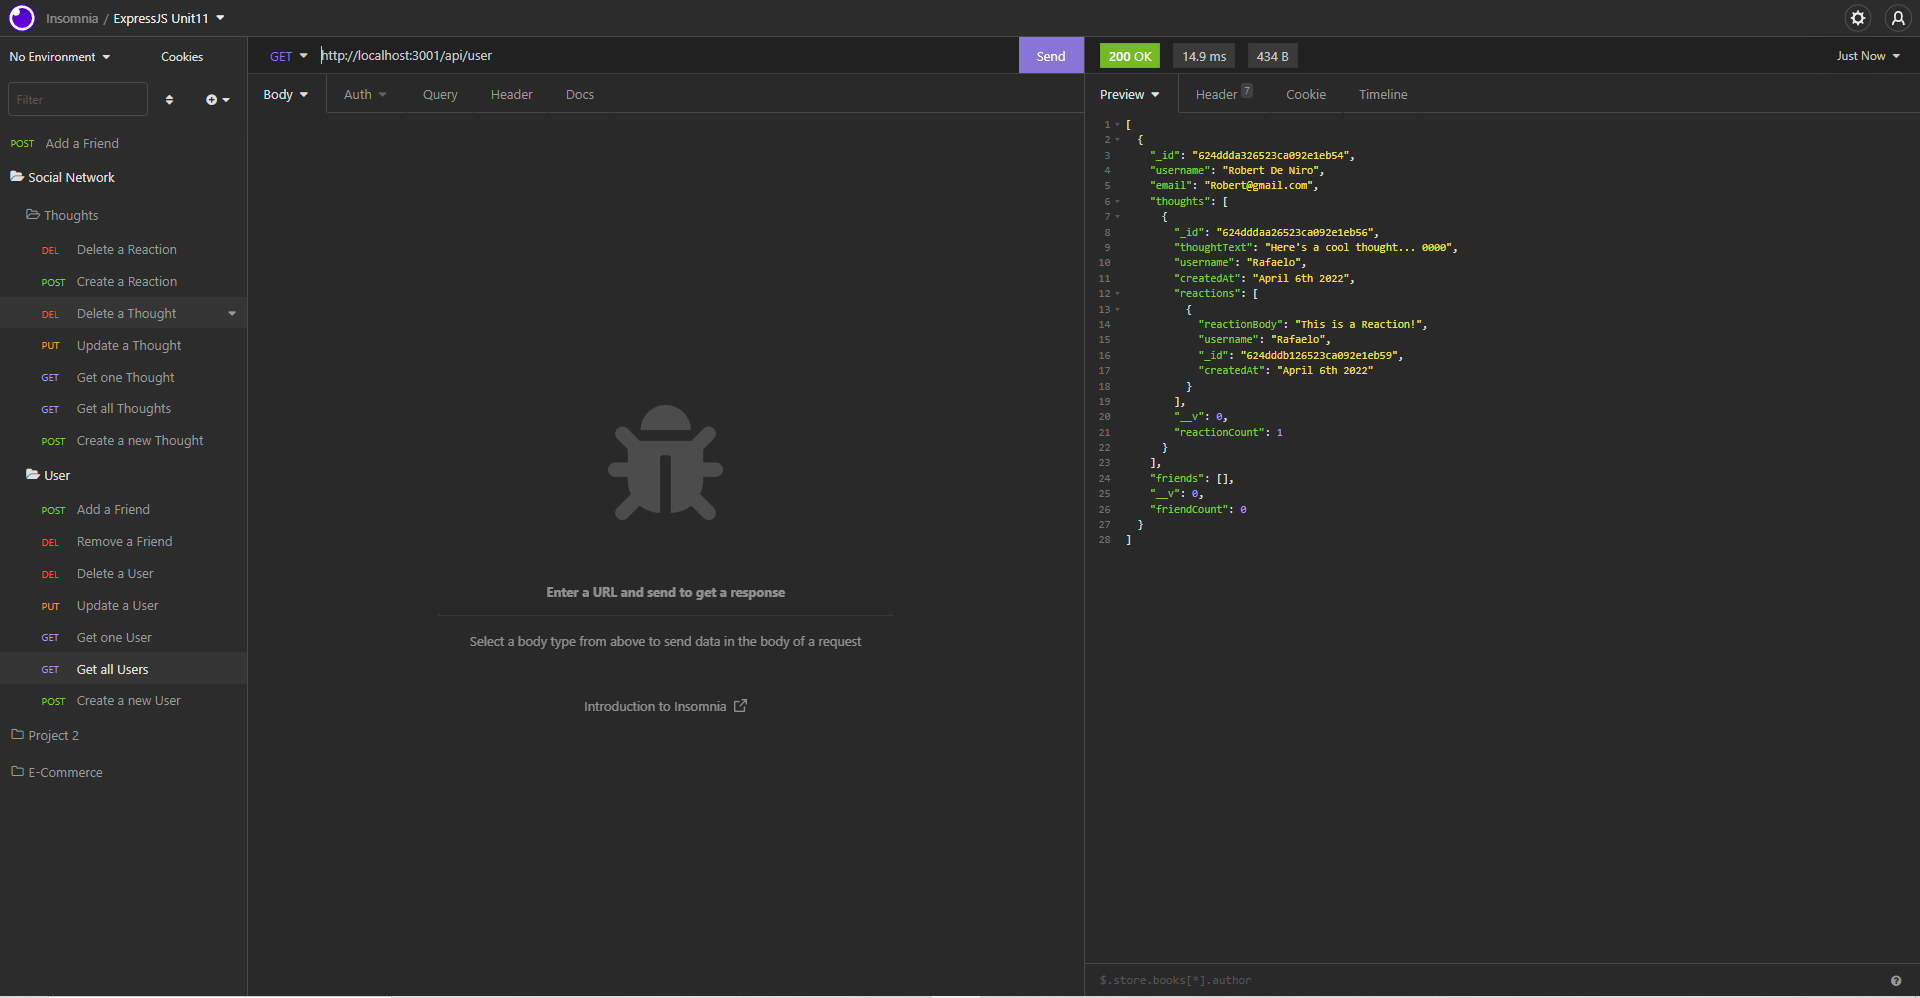 Insomnia / ExpressJS Unit11
No Environment
Cookies
Filter
POST Add a Friend
Social Network
Thoughts
DEL Delete a Reaction
POST Create a Reaction
DEL Delete a Thought
PUT Update a Thought
GET Get one Thought
GET Get all Thoughts
POST Create a new Thought
User
POST Add a Friend
DEL Remove a Friend
DEL Delete a User
PUT Update a User
GET Get one User
GET Get all Users
POST Create a new User
Project 2
E-Commerce
GET http://localhost:3001/api/user Send
Body Auth Query Header Docs
Enter a URL and send to get a response
Select a body type from above to send data in the body of a request
Introduction to Insomnia
200 OK 14.9 ms 434 B Just Now
Preview Header 7 Cookie Timeline
1 [
2 {
3 "_id": "624ddda326523ca092e1eb54",
4 "username": "Robert De Niro",
5 "email": "Robert@gmail.com",
6 "thoughts": [
7 {
8 "_id": "624dddaa26523ca092e1eb56",
9 "thoughtText": "Here's a cool thought... 0000",
10 "username": "Rafaelo",
11 "createdAt": "April 6th 2022",
12 "reactions": [
13 {
14 "reactionBody": "This is a Reaction!",
15 "username": "Rafaelo",
16 "_id": "624dddb126523ca092e1eb59",
17 "createdAt": "April 6th 2022"
18 }
19 ],
20 "__v": 0,
21 "reactionCount": 1
22 }
23 ],
24 "friends": [],
25 "__v": 0,
26 "friendCount": 0
27 }
28 ]
$.store.books[*].author